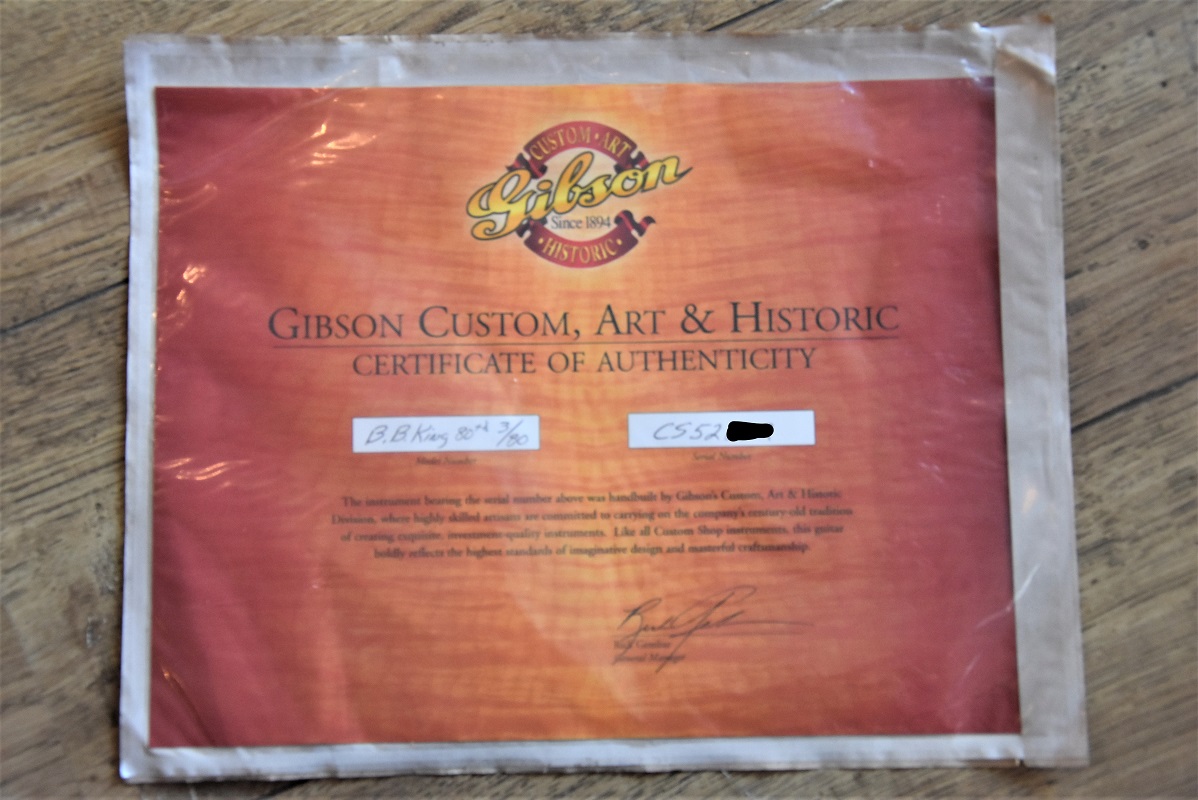 CUSTOM · ART
Gibson
Since 1894
· HISTORIC ·
GIBSON CUSTOM, ART & HISTORIC
CERTIFICATE OF AUTHENTICITY
B.B. King 80th 3/80
CS52
Model Number
Serial Number
The instrument bearing the serial number above was handbuilt by Gibson's Custom, Art & Historic
Division, where highly skilled artisans are committed to carrying on the company's century-old tradition
of creating exquisite, investment-quality instruments. Like all Custom Shop instruments, this guitar
boldly reflects the highest standards of imaginative design and masterful craftsmanship.
Rick Gembar
General Manager